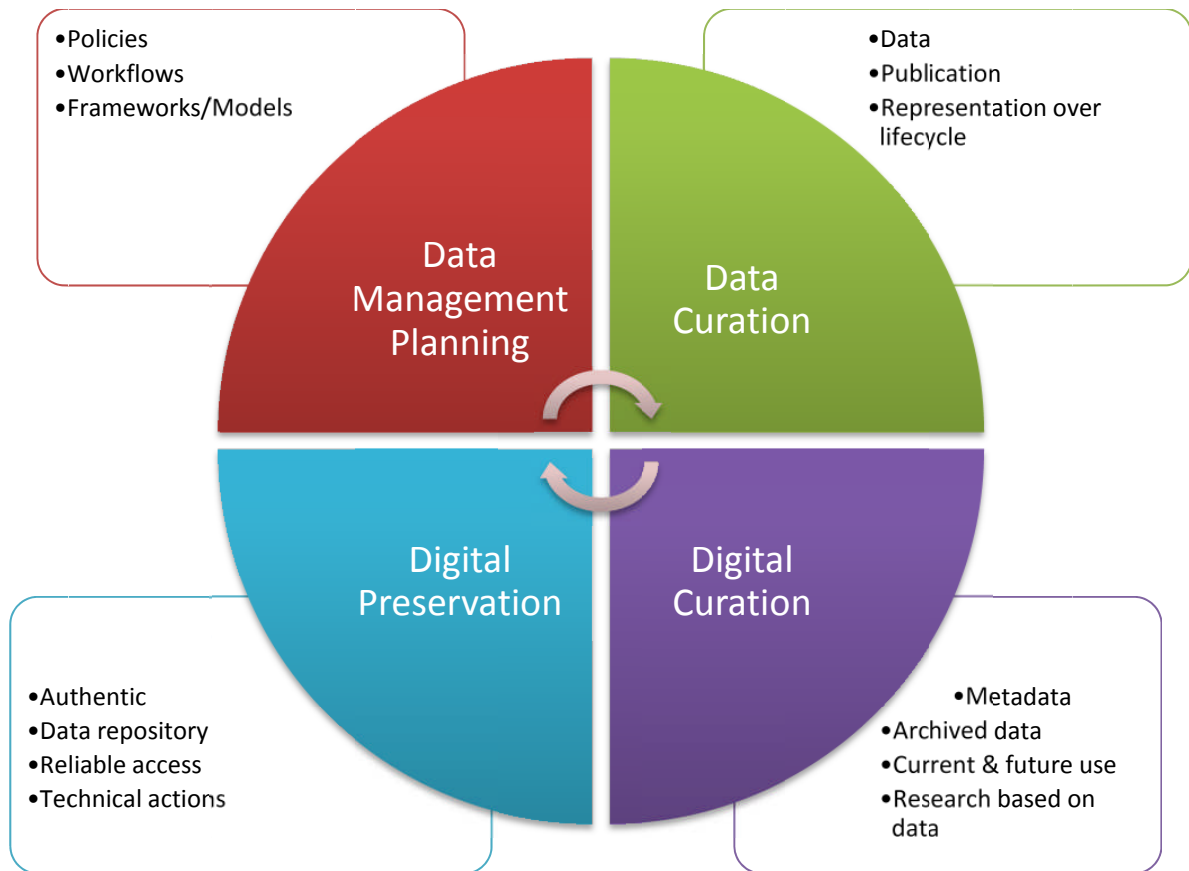 •Policies
•Workflows
•Frameworks/Models
•Data
•Publication
•Representation over
lifecycle
Data
Management
Planning
Data
Curation
Digital
Preservation
Digital
Curation
•Authentic
•Data repository
•Reliable access
•Technical actions
•Metadata
•Archived data
•Current & future use
•Research based on
data